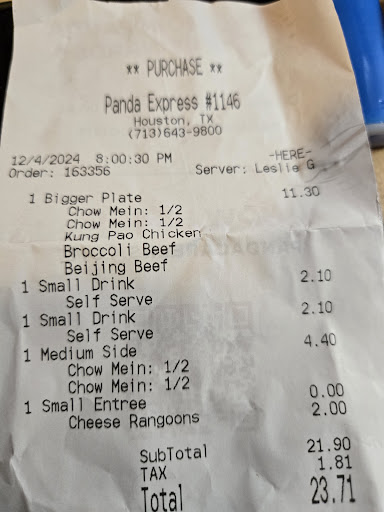 ** PURCHASE **
Panda Express #1146
Houston, TX
(713)643-9800
12/4/2024 8:00:30 PM -HERE-
Order: 163356 Server: Leslie G
1 Bigger Plate 11.30
Chow Mein: 1/2
Chow Mein: 1/2
Kung Pao Chicken
Broccoli Beef
Beijing Beef
1 Small Drink 2.10
Self Serve
1 Small Drink 2.10
Self Serve
1 Medium Side 4.40
Chow Mein: 1/2
Chow Mein: 1/2
1 Small Entree 0.00
Cheese Rangoons 2.00
SubTotal 21.90
TAX 1.81
Total 23.71